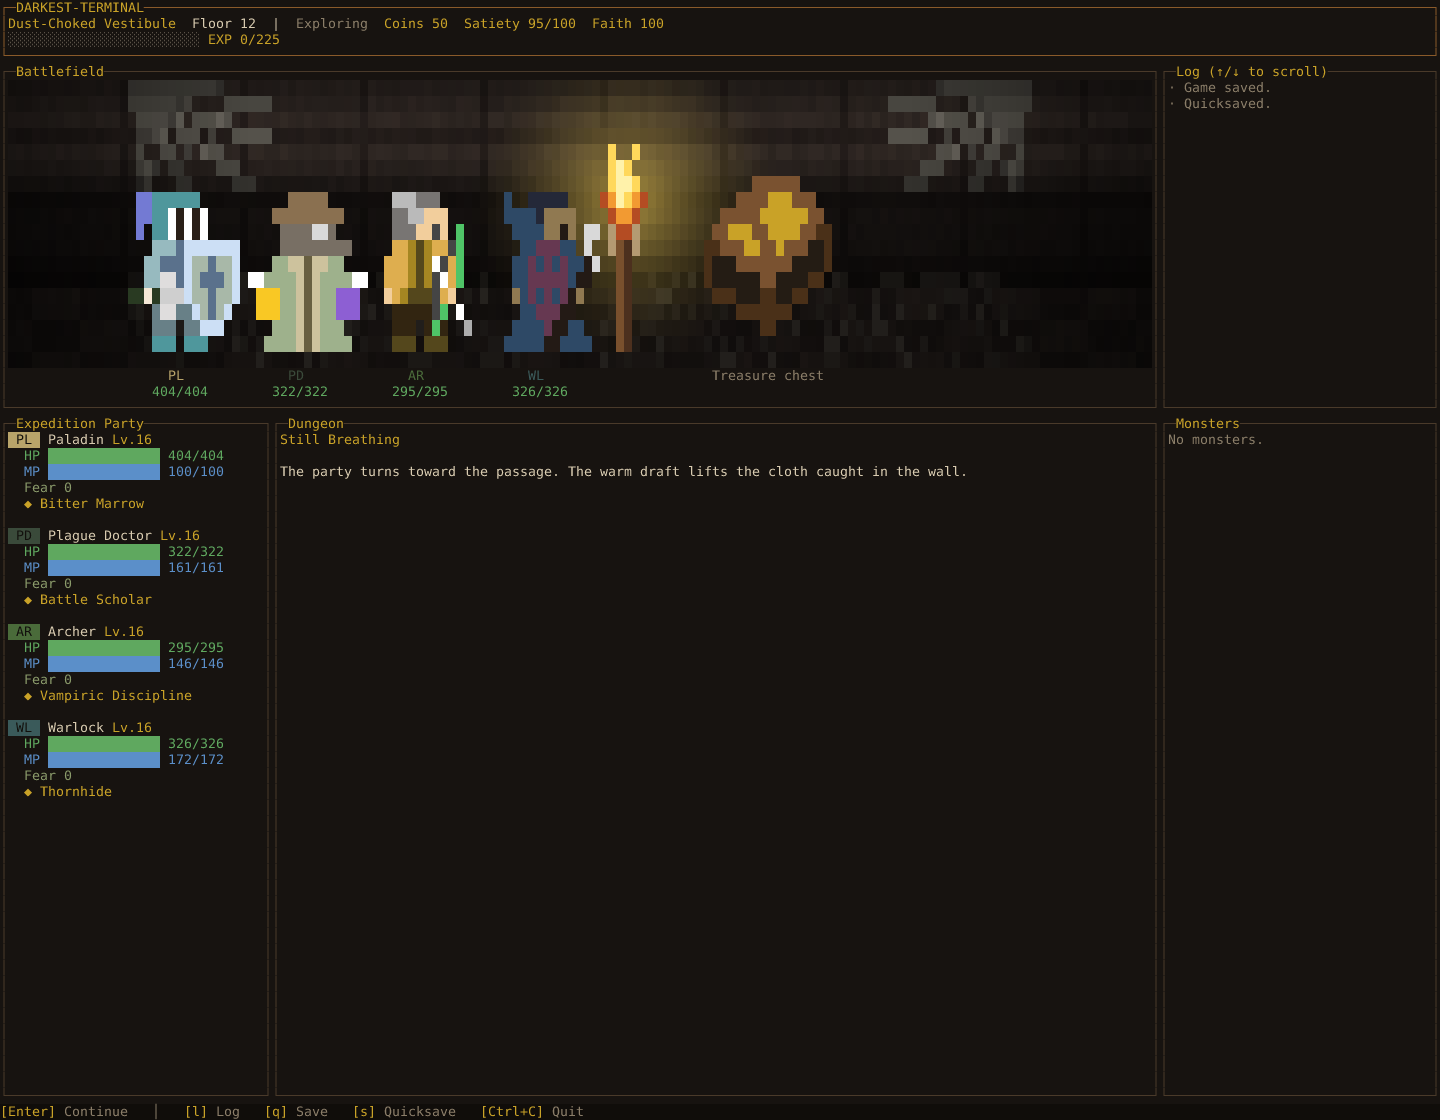 DARKEST-TERMINAL
Dust-Choked Vestibule Floor 12 | Exploring Coins 50 Satiety 95/100 Faith 100
EXP 0/225
Battlefield
Log (↑/↓ to scroll)
· Game saved.
· Quicksaved.
PL PD AR WL Treasure chest
404/404 322/322 295/295 326/326
Expedition Party
PL Paladin Lv.16
HP 404/404
MP 100/100
Fear 0
◆ Bitter Marrow
PD Plague Doctor Lv.16
HP 322/322
MP 161/161
Fear 0
◆ Battle Scholar
AR Archer Lv.16
HP 295/295
MP 146/146
Fear 0
◆ Vampiric Discipline
WL Warlock Lv.16
HP 326/326
MP 172/172
Fear 0
◆ Thornhide
Dungeon
Still Breathing
The party turns toward the passage. The warm draft lifts the cloth caught in the wall.
Monsters
No monsters.
[Enter] Continue │ [l] Log [q] Save [s] Quicksave [Ctrl+C] Quit